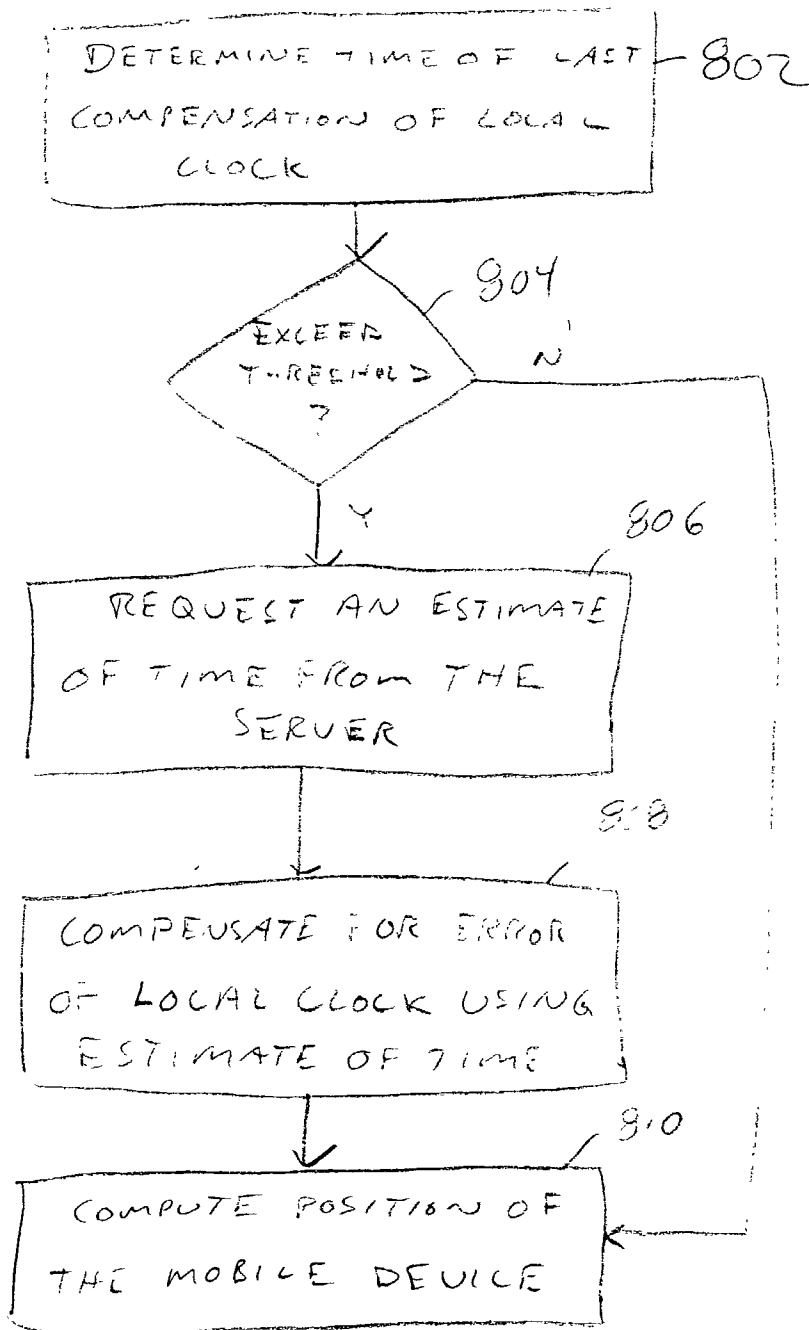 DETERMINE TIME OF LAST
COMPENSATION OF LOCAL
CLOCK
802
804
EXCEED
THRESHOLD
?
N
Y
806
REQUEST AN ESTIMATE
OF TIME FROM THE
SERVER
808
COMPENSATE FOR ERROR
OF LOCAL CLOCK USING
ESTIMATE OF TIME
810
COMPUTE POSITION OF
THE MOBILE DEVICE